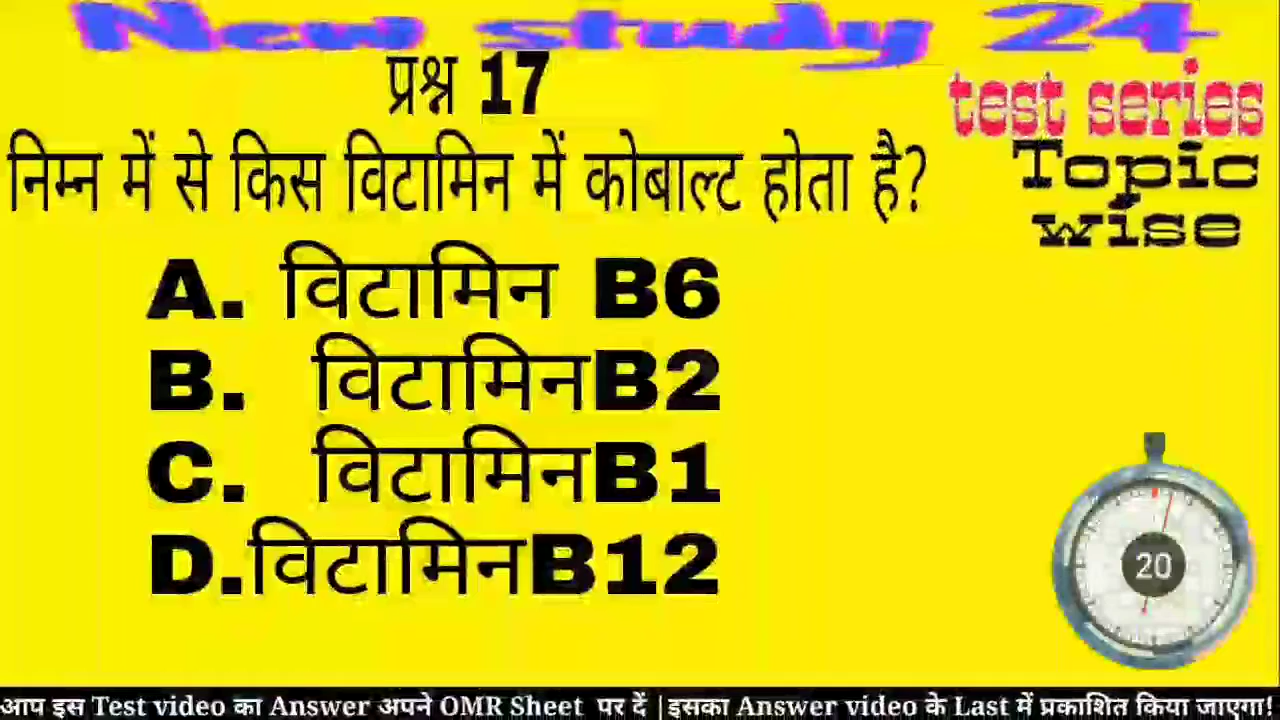 New study 24
प्रश्न 17
test series
Topic
wise
निम्न में से किस विटामिन में कोबाल्ट होता है?
A. विटामिन B6
B. विटामिनB2
C. विटामिनB1
D.विटामिनB12
20
आप इस Test video का Answer अपने OMR Sheet पर दें |इसका Answer video के Last में प्रकाशित किया जाएगा!